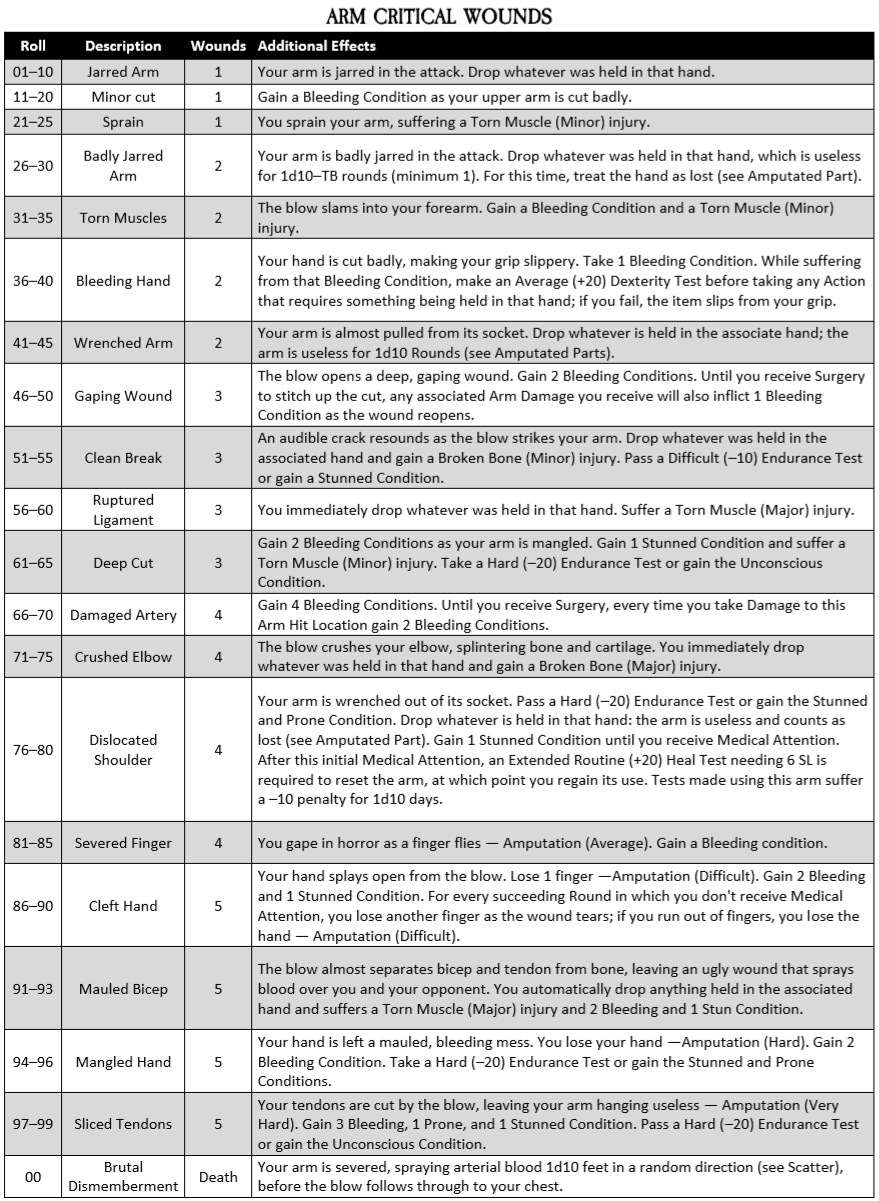 ARM CRITICAL WOUNDS
Roll Description Wounds Additional Effects
01–10 Jarred Arm 1 Your arm is jarred in the attack. Drop whatever was held in that hand.
11–20 Minor cut 1 Gain a Bleeding Condition as your upper arm is cut badly.
21–25 Sprain 1 You sprain your arm, suffering a Torn Muscle (Minor) injury.
26–30 Badly Jarred Arm 2 Your arm is badly jarred in the attack. Drop whatever was held in that hand, which is useless
for 1d10–TB rounds (minimum 1). For this time, treat the hand as lost (see Amputated Part).
31–35 Torn Muscles 2 The blow slams into your forearm. Gain a Bleeding Condition and a Torn Muscle (Minor)
injury.
36–40 Bleeding Hand 2 Your hand is cut badly, making your grip slippery. Take 1 Bleeding Condition. While suffering
from that Bleeding Condition, make an Average (+20) Dexterity Test before taking any Action
that requires something being held in that hand; if you fail, the item slips from your grip.
41–45 Wrenched Arm 2 Your arm is almost pulled from its socket. Drop whatever is held in the associate hand; the
arm is useless for 1d10 Rounds (see Amputated Parts).
46–50 Gaping Wound 3 The blow opens a deep, gaping wound. Gain 2 Bleeding Conditions. Until you receive Surgery
to stitch up the cut, any associated Arm Damage you receive will also inflict 1 Bleeding
Condition as the wound reopens.
51–55 Clean Break 3 An audible crack resounds as the blow strikes your arm. Drop whatever was held in the
associated hand and gain a Broken Bone (Minor) injury. Pass a Difficult (–10) Endurance Test
or gain a Stunned Condition.
56–60 Ruptured Ligament 3 You immediately drop whatever was held in that hand. Suffer a Torn Muscle (Major) injury.
61–65 Deep Cut 3 Gain 2 Bleeding Conditions as your arm is mangled. Gain 1 Stunned Condition and suffer a
Torn Muscle (Minor) injury. Take a Hard (–20) Endurance Test or gain the Unconscious
Condition.
66–70 Damaged Artery 4 Gain 4 Bleeding Conditions. Until you receive Surgery, every time you take Damage to this
Arm Hit Location gain 2 Bleeding Conditions.
71–75 Crushed Elbow 4 The blow crushes your elbow, splintering bone and cartilage. You immediately drop
whatever was held in that hand and gain a Broken Bone (Major) injury.
76–80 Dislocated Shoulder 4 Your arm is wrenched out of its socket. Pass a Hard (–20) Endurance Test or gain the Stunned
and Prone Condition. Drop whatever is held in that hand: the arm is useless and counts as
lost (see Amputated Part). Gain 1 Stunned Condition until you receive Medical Attention.
After this initial Medical Attention, an Extended Routine (+20) Heal Test needing 6 SL is
required to reset the arm, at which point you regain its use. Tests made using this arm suffer
a –10 penalty for 1d10 days.
81–85 Severed Finger 4 You gape in horror as a finger flies — Amputation (Average). Gain a Bleeding condition.
86–90 Cleft Hand 5 Your hand splays open from the blow. Lose 1 finger —Amputation (Difficult). Gain 2 Bleeding
and 1 Stunned Condition. For every succeeding Round in which you don't receive Medical
Attention, you lose another finger as the wound tears; if you run out of fingers, you lose the
hand — Amputation (Difficult).
91–93 Mauled Bicep 5 The blow almost separates bicep and tendon from bone, leaving an ugly wound that sprays
blood over you and your opponent. You automatically drop anything held in the associated
hand and suffers a Torn Muscle (Major) injury and 2 Bleeding and 1 Stun Condition.
94–96 Mangled Hand 5 Your hand is left a mauled, bleeding mess. You lose your hand —Amputation (Hard). Gain 2
Bleeding Condition. Take a Hard (–20) Endurance Test or gain the Stunned and Prone
Conditions.
97–99 Sliced Tendons 5 Your tendons are cut by the blow, leaving your arm hanging useless — Amputation (Very
Hard). Gain 3 Bleeding, 1 Prone, and 1 Stunned Condition. Pass a Hard (–20) Endurance Test
or gain the Unconscious Condition.
00 Brutal Dismemberment Death Your arm is severed, spraying arterial blood 1d10 feet in a random direction (see Scatter),
before the blow follows through to your chest.